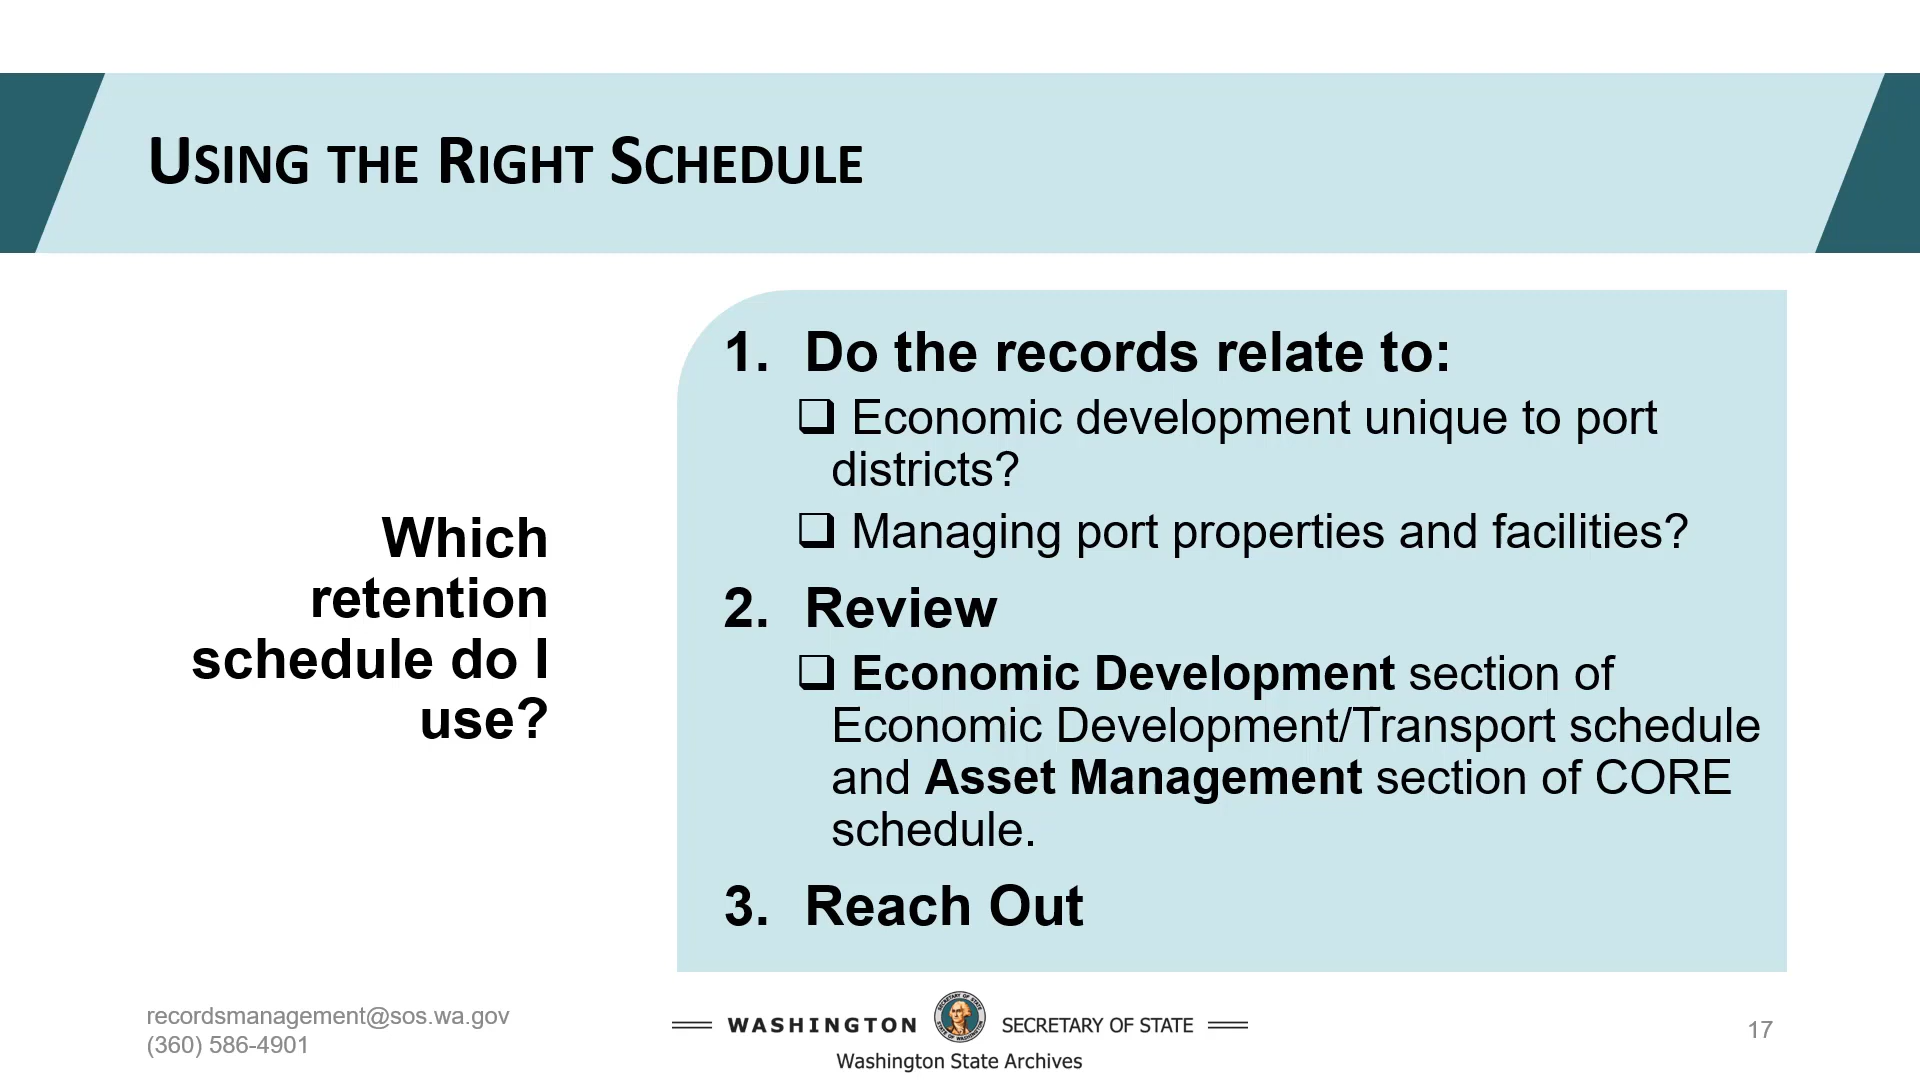 USING THE RIGHT SCHEDULE
Which
retention
schedule do I
use?
1. Do the records relate to:
❑ Economic development unique to port
districts?
❑ Managing port properties and facilities?
2. Review
❑ Economic Development section of
Economic Development/Transport schedule
and Asset Management section of CORE
schedule.
3. Reach Out
recordsmanagement@sos.wa.gov
(360) 586-4901
WASHINGTON SECRETARY OF STATE
Washington State Archives
17